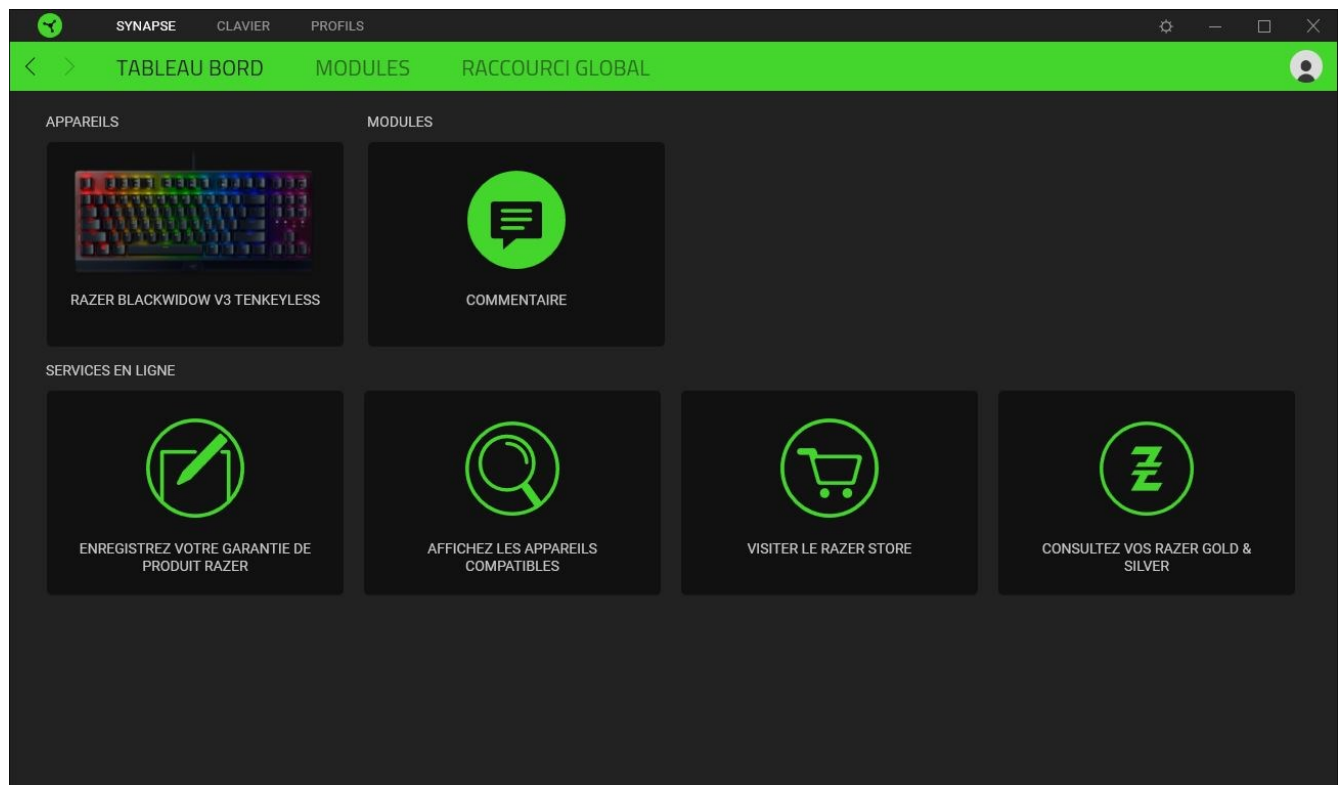 SYNAPSE CLAVIER PROFILS
TABLEAU BORD MODULES RACCOURCI GLOBAL
APPAREILS MODULES
RAZER BLACKWIDOW V3 TENKEYLESS COMMENTAIRE
SERVICES EN LIGNE
ENREGISTREZ VOTRE GARANTIE DE
PRODUIT RAZER
AFFICHEZ LES APPAREILS
COMPATIBLES
VISITER LE RAZER STORE
CONSULTEZ VOS RAZER GOLD &
SILVER